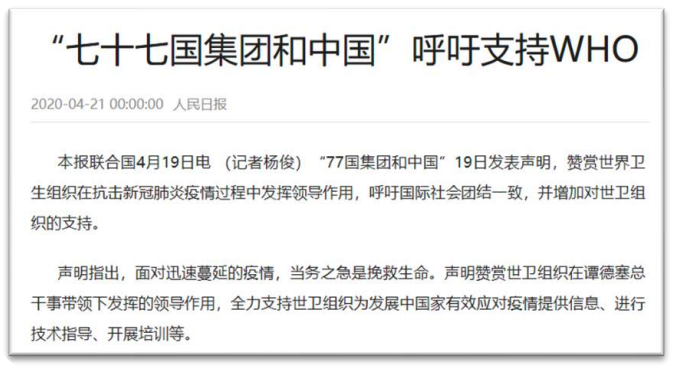 “七十七国集团和中国”呼吁支持WHO
2020-04-21 00:00:00 人民日报
本报联合国4月19日电 （记者杨俊）“77国集团和中国”19日发表声明，赞赏世界卫
生组织在抗击新冠肺炎疫情过程中发挥领导作用，呼吁国际社会团结一致，并增加对世卫组
织的支持。
声明指出，面对迅速蔓延的疫情，当务之急是挽救生命。声明赞赏世卫组织在谭德塞总
干事带领下发挥的领导作用，全力支持世卫组织为发展中国家有效应对疫情提供信息、进行
技术指导、开展培训等。